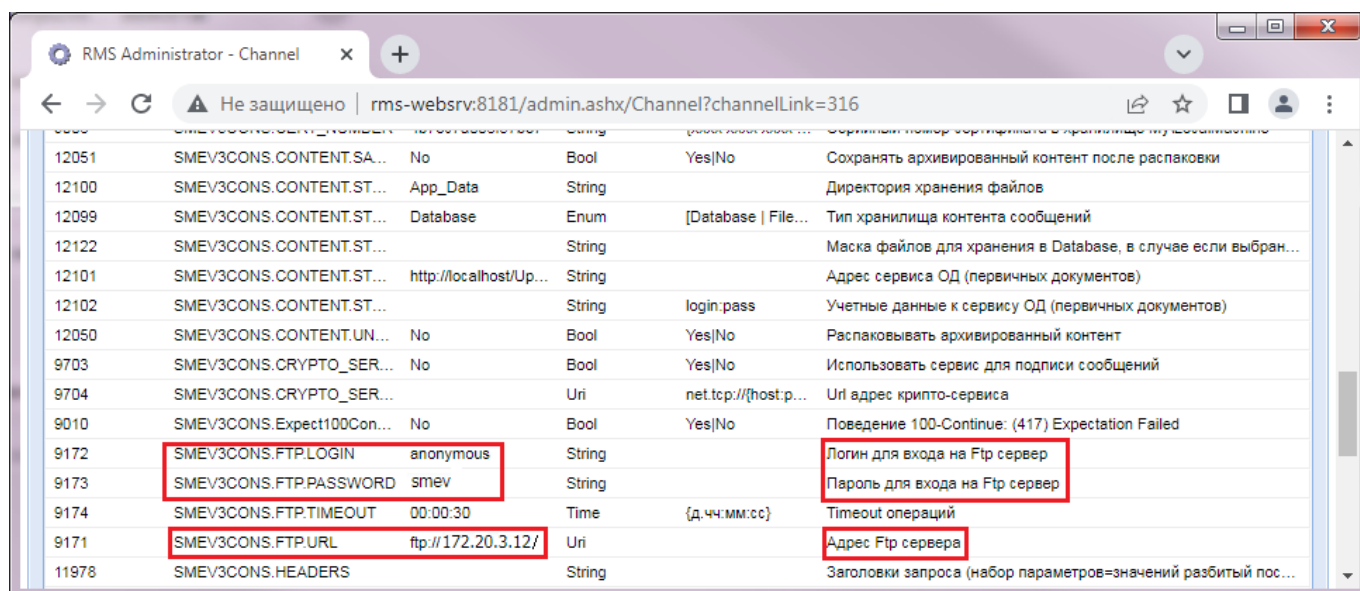 RMS Administrator - Channel
Не защищено | rms-websrv:8181/admin.ashx/Channel?channelLink=316
12051 SMEV3CONS.CONTENT.SA... No Bool Yes|No Сохранять архивированный контент после распаковки
12100 SMEV3CONS.CONTENT.ST... App_Data String Директория хранения файлов
12099 SMEV3CONS.CONTENT.ST... Database Enum [Database | File... Тип хранилища контента сообщений
12122 SMEV3CONS.CONTENT.ST... String Маска файлов для хранения в Database, в случае если выбран...
12101 SMEV3CONS.CONTENT.ST... http://localhost/Up... String Адрес сервиса ОД (первичных документов)
12102 SMEV3CONS.CONTENT.ST... String login:pass Учетные данные к сервису ОД (первичных документов)
12050 SMEV3CONS.CONTENT.UN... No Bool Yes|No Распаковывать архивированный контент
9703 SMEV3CONS.CRYPTO_SER... No Bool Yes|No Использовать сервис для подписи сообщений
9704 SMEV3CONS.CRYPTO_SER... Uri net.tcp://{host:p... Url адрес крипто-сервиса
9010 SMEV3CONS.Expect100Con... No Bool Yes|No Поведение 100-Continue: (417) Expectation Failed
9172 SMEV3CONS.FTP.LOGIN anonymous String Логин для входа на Ftp сервер
9173 SMEV3CONS.FTP.PASSWORD smev String Пароль для входа на Ftp сервер
9174 SMEV3CONS.FTP.TIMEOUT 00:00:30 Time {д.чч:мм:сс} Timeout операций
9171 SMEV3CONS.FTP.URL ftp://172.20.3.12/ Uri Адрес Ftp сервера
11978 SMEV3CONS.HEADERS String Заголовки запроса (набор параметров=значений разбитый пос...